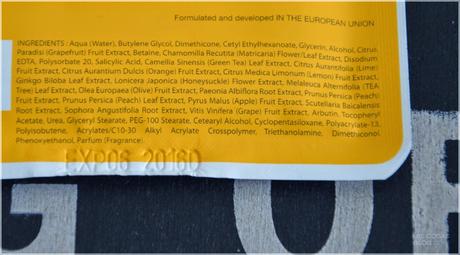 Formulated and developed IN THE EUROPEAN UNION
INGREDIENTS : Aqua (Water), Butylene Glycol, Dimethicone, Cetyl Ethylhexanoate, Glycerin, Alcohol, Citrus
Paradisi (Grapefruit) Fruit Extract, Betaine, Chamomilla Recrutita (Matricaria) Flower/Leaf Extract, Disodium
EDTA, Polysorbate 20, Salicylic Acid, Camellia Sinensis (Green Tea) Leaf Extract, Citrus Aurantifolia (Lime)
Fruit Extract, Citrus Aurantium Dulcis (Orange) Fruit Extract, Citrus Medica Limonum (Lemon) Fruit Extract,
Ginkgo Biloba Leaf Extract, Lonicera Japonica (Honeysuckle) Flower Extract, Melaleuca Alternifolia (TEA
Tree) Leaf Extract, Olea Europaea (Olive) Fruit Extract, Paeonia Albiflora Root Extract, Prunus Persica (Peach)
Fruit Extract, Prunus Persica (Peach) Leaf Extract, Pyrus Malus (Apple) Fruit Extract, Scutellaria Baicalensis
Root Extract, Sophora Angustifolia Root Extract, Vitis Vinifera (Grape) Fruit Extract, Arbutin, Tocopheryl
Acetate, Urea, Glyceryl Stearate, PEG-100 Stearate, Cetearyl Alcohol, Cyclopentasiloxane, Polyacrylate-13,
Polyisobutene, Acrylates/C10-30 Alkyl Acrylate Crosspolymer, Triethanolamine, Dimethiconol,
Phenoxyethanol, Parfum (Fragrance).
EXP06 2016